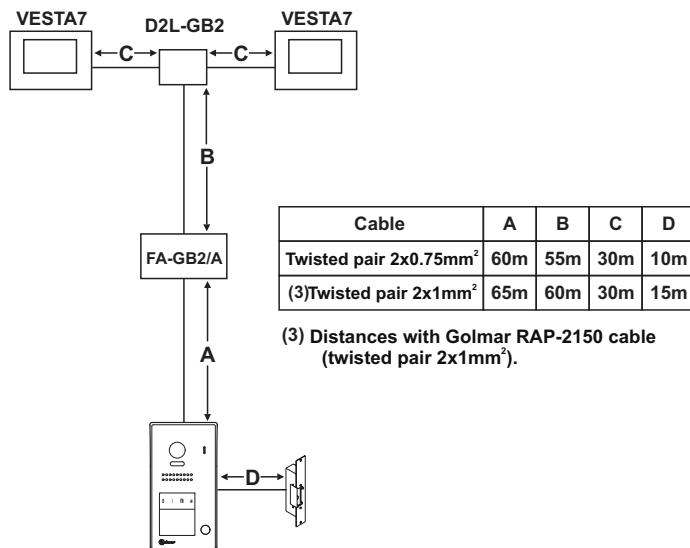 VESTA7
D2L-GB2
VESTA7
C
C
B
FA-GB2/A
A
D
Cable A B C D
Twisted pair 2x0.75mm² 60m 55m 30m 10m
(3)Twisted pair 2x1mm² 65m 60m 30m 15m
(3) Distances with Golmar RAP-2150 cable
(twisted pair 2x1mm²).